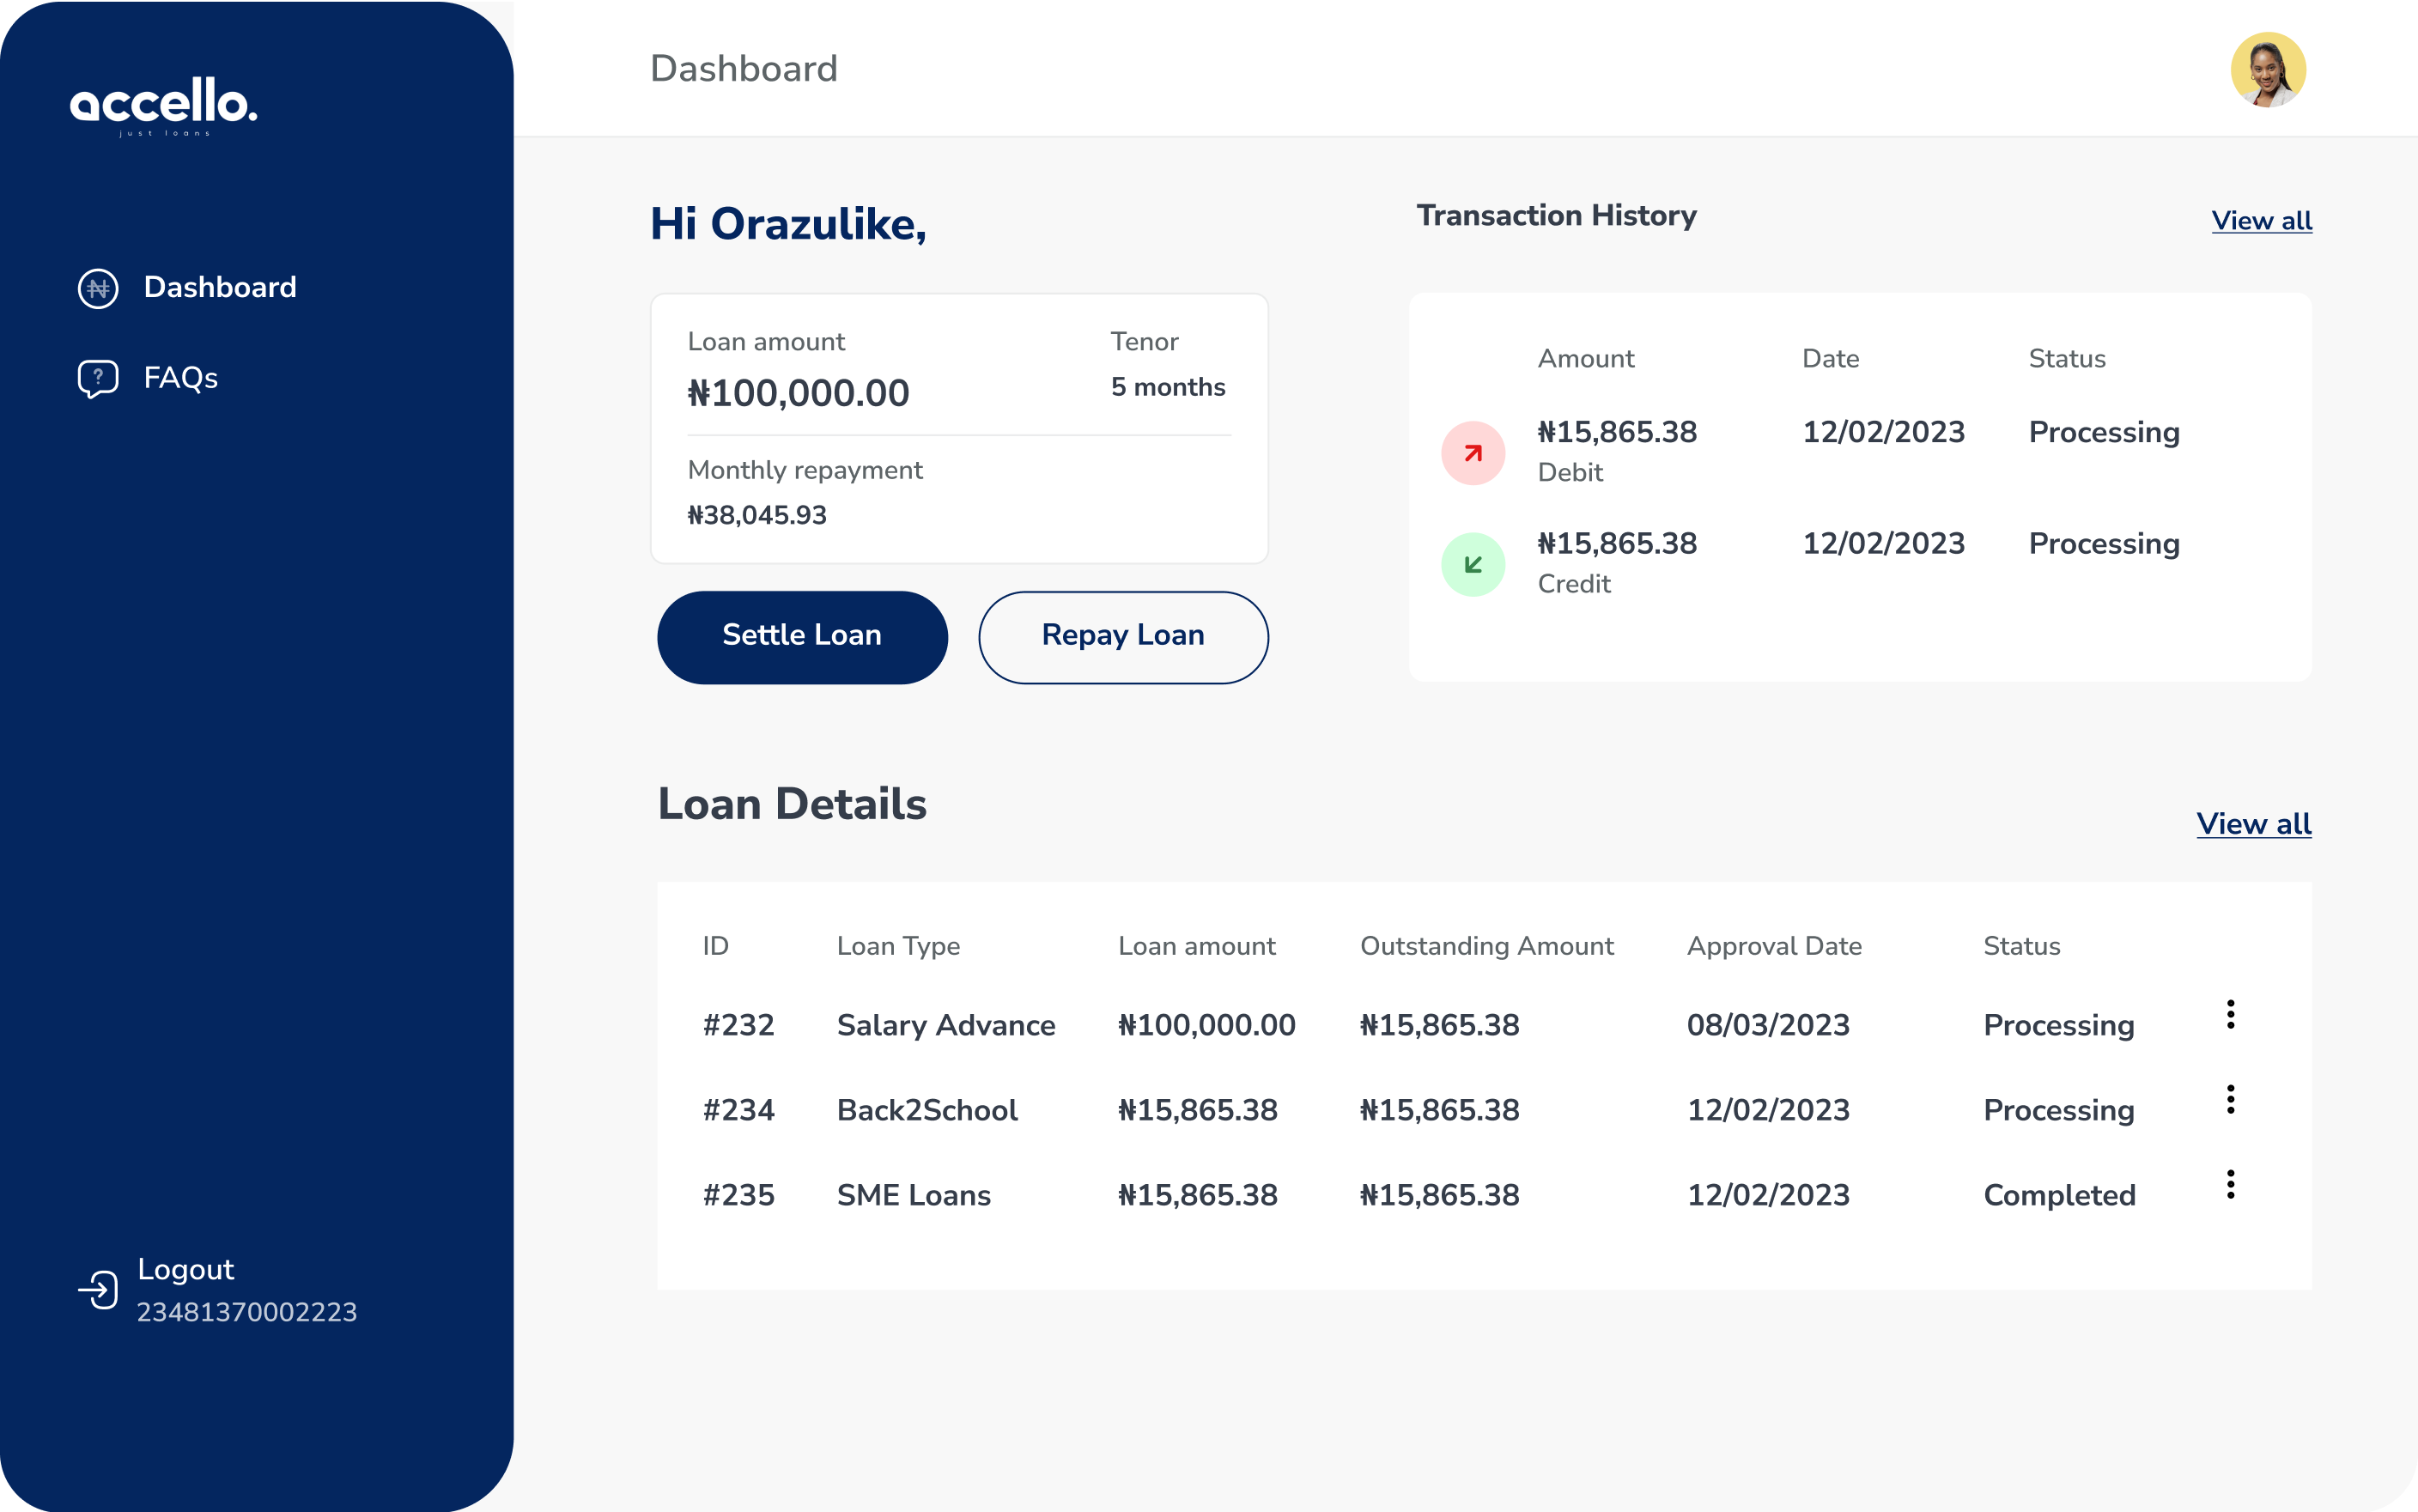 accello.
just loans
Dashboard
FAQs
Logout
23481370002223
Dashboard
Hi Orazulike,
Loan amount
₦100,000.00
Tenor
5 months
Monthly repayment
₦38,045.93
Settle Loan
Repay Loan
Transaction History
View all
Amount Date Status
₦15,865.38 12/02/2023 Processing
Debit
₦15,865.38 12/02/2023 Processing
Credit
Loan Details
View all
ID Loan Type Loan amount Outstanding Amount Approval Date Status
#232 Salary Advance ₦100,000.00 ₦15,865.38 08/03/2023 Processing
#234 Back2School ₦15,865.38 ₦15,865.38 12/02/2023 Processing
#235 SME Loans ₦15,865.38 ₦15,865.38 12/02/2023 Completed